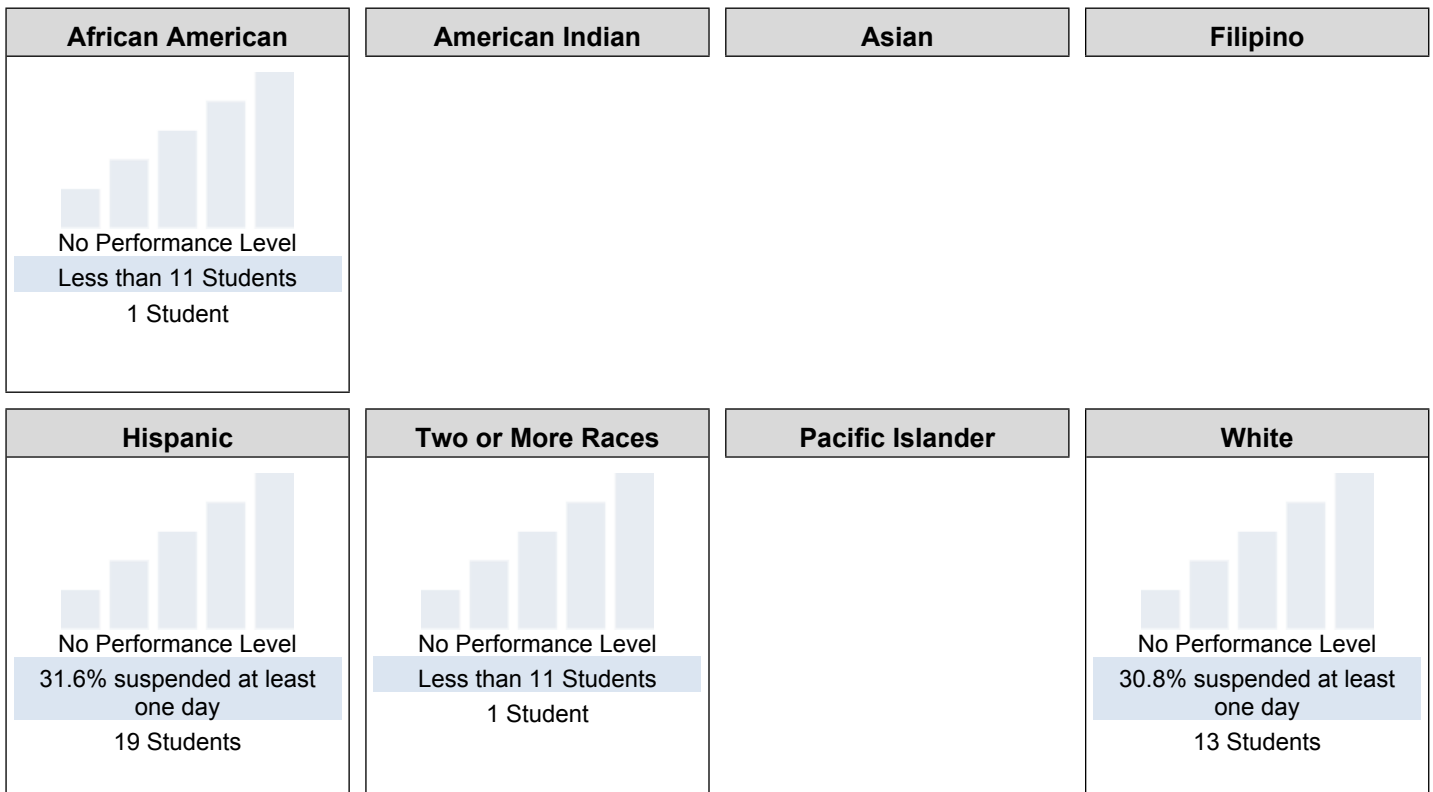 African American
American Indian
Asian
Filipino
No Performance Level
Less than 11 Students
1 Student
Hispanic
Two or More Races
Pacific Islander
White
No Performance Level
31.6% suspended at least
one day
19 Students
No Performance Level
Less than 11 Students
1 Student
No Performance Level
30.8% suspended at least
one day
13 Students